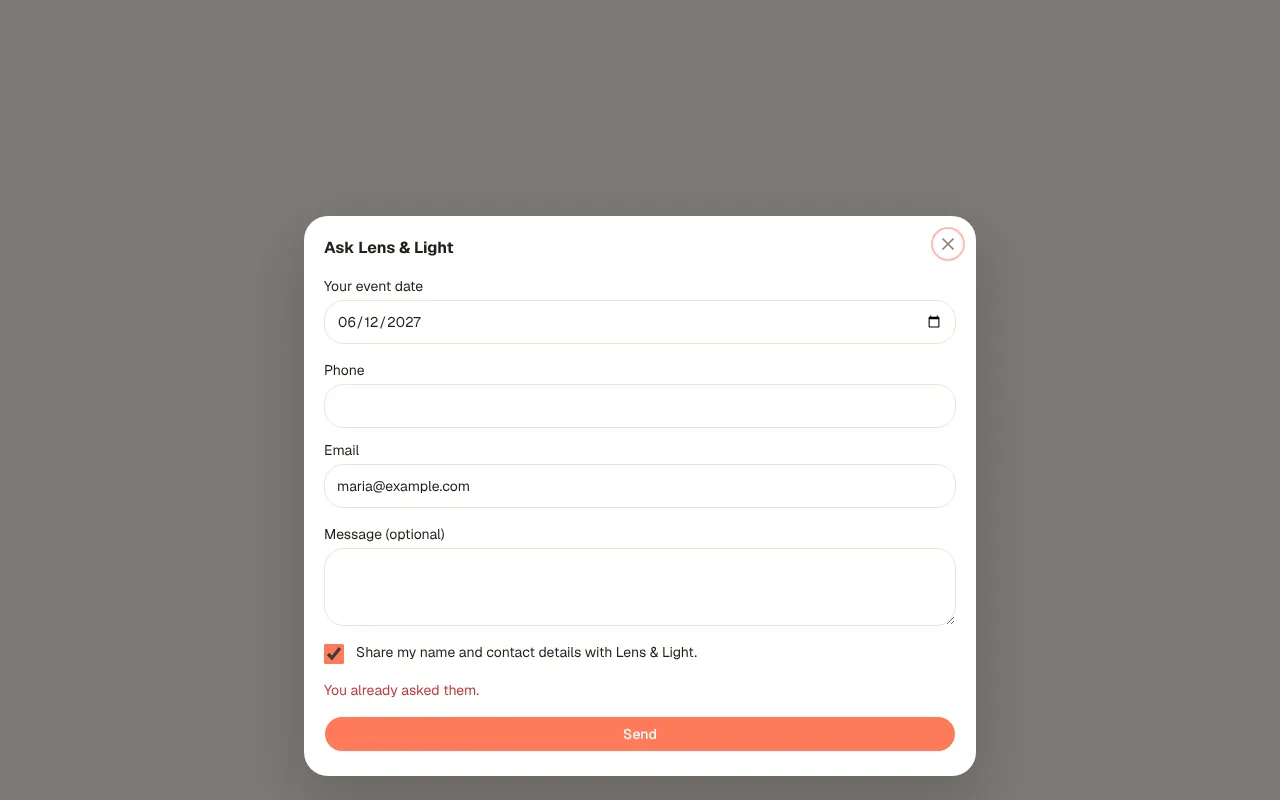 Ask Lens & Light
Your event date
06/12/2027
Phone
Email
maria@example.com
Message (optional)
Share my name and contact details with Lens & Light.
You already asked them.
Send